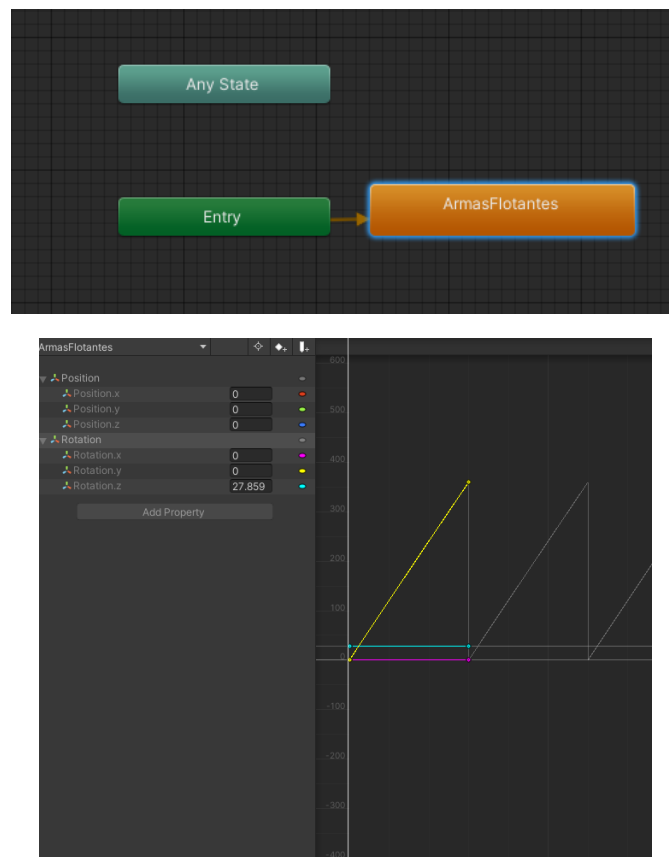 Any State
Entry
ArmasFlotantes
ArmasFlotantes
Position
Position.x 0
Position.y 0
Position.z 0
Rotation
Rotation.x 0
Rotation.y 0
Rotation.z 27.859
Add Property
600
500
400
300
200
100
0
-100
-200
-300
-400